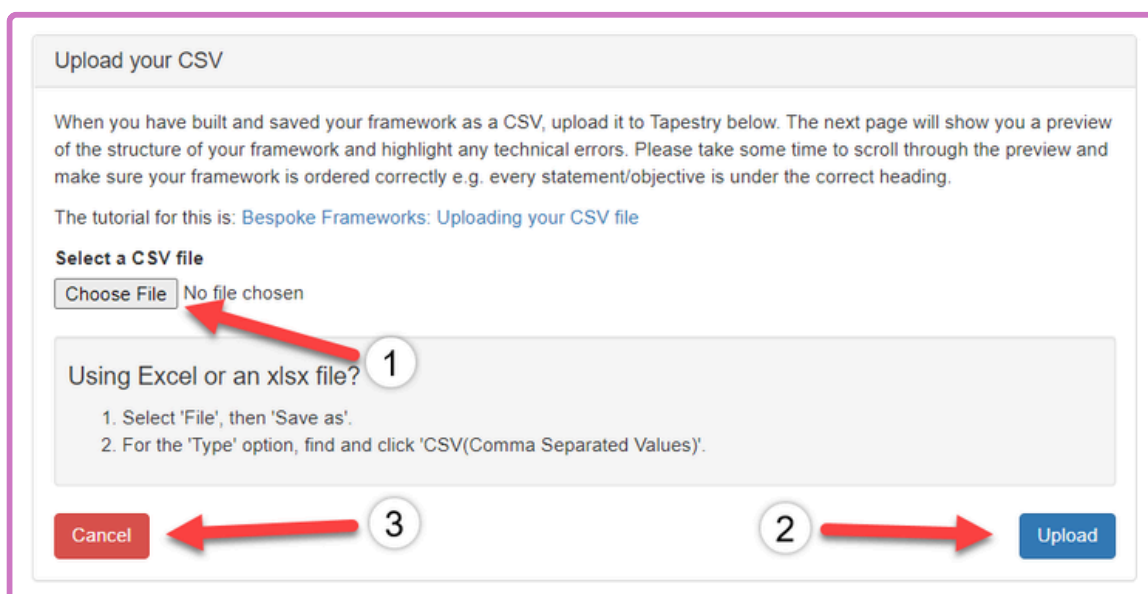 Upload your CSV
When you have built and saved your framework as a CSV, upload it to Tapestry below. The next page will show you a preview
of the structure of your framework and highlight any technical errors. Please take some time to scroll through the preview and
make sure your framework is ordered correctly e.g. every statement/objective is under the correct heading.
The tutorial for this is: Bespoke Frameworks: Uploading your CSV file
Select a CSV file
Choose File No file chosen
1
Using Excel or an xlsx file?
1. Select 'File', then 'Save as'.
2. For the 'Type' option, find and click 'CSV(Comma Separated Values)'.
Cancel 3 2 Upload